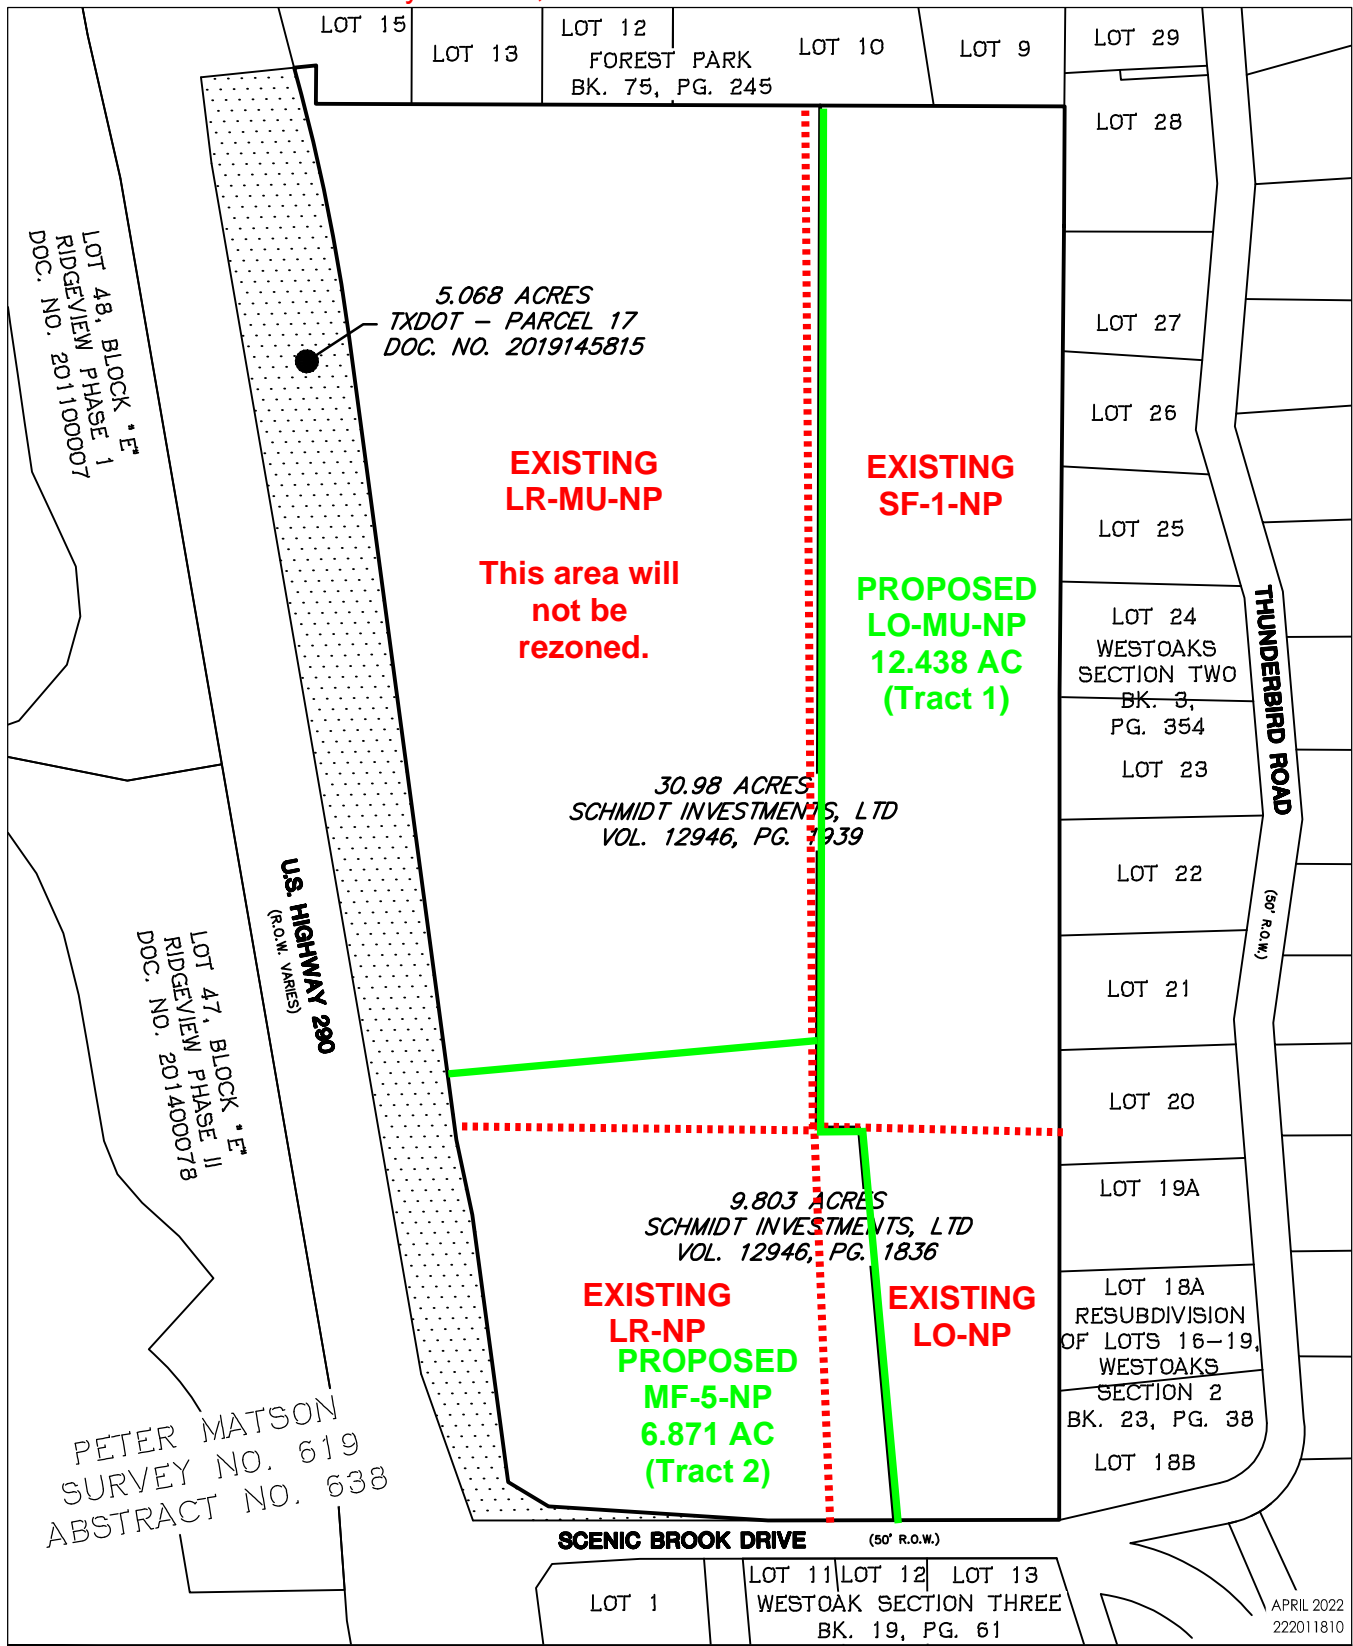 LOT 15
LOT 13
LOT 12
FOREST PARK
BK. 75, PG. 245
LOT 10
LOT 9
LOT 29
LOT 28
LOT 27
LOT 26
LOT 25
LOT 24
WESTOAKS
SECTION TWO
BK. 3,
PG. 354
LOT 23
LOT 22
LOT 21
LOT 20
LOT 19A
LOT 18A
RESUBDIVISION
OF LOTS 16-19,
WESTOAKS
SECTION 2
BK. 23, PG. 38
LOT 18B
THUNDERBIRD ROAD
(50' R.O.W.)
LOT 48, BLOCK "E"
RIDGEVIEW PHASE 1
DOC. NO. 201100007
5.068 ACRES
TXDOT - PARCEL 17
DOC. NO. 2019145815
EXISTING
LR-MU-NP
This area will
not be
rezoned.
EXISTING
SF-1-NP
PROPOSED
LO-MU-NP
12.438 AC
(Tract 1)
30.98 ACRES
SCHMIDT INVESTMENTS, LTD
VOL. 12946, PG. 1939
U.S. HIGHWAY 290
(R.O.W. VARIES)
LOT 47, BLOCK "E"
RIDGEVIEW PHASE II
DOC. NO. 201400078
9.803 ACRES
SCHMIDT INVESTMENTS, LTD
VOL. 12946, PG. 1836
EXISTING
LR-NP
PROPOSED
MF-5-NP
6.871 AC
(Tract 2)
EXISTING
LO-NP
PETER MATSON
SURVEY NO. 619
ABSTRACT NO. 638
SCENIC BROOK DRIVE
(50' R.O.W.)
LOT 1
LOT 11
LOT 12
LOT 13
WESTOAK SECTION THREE
BK. 19, PG. 61
APRIL 2022
222011810